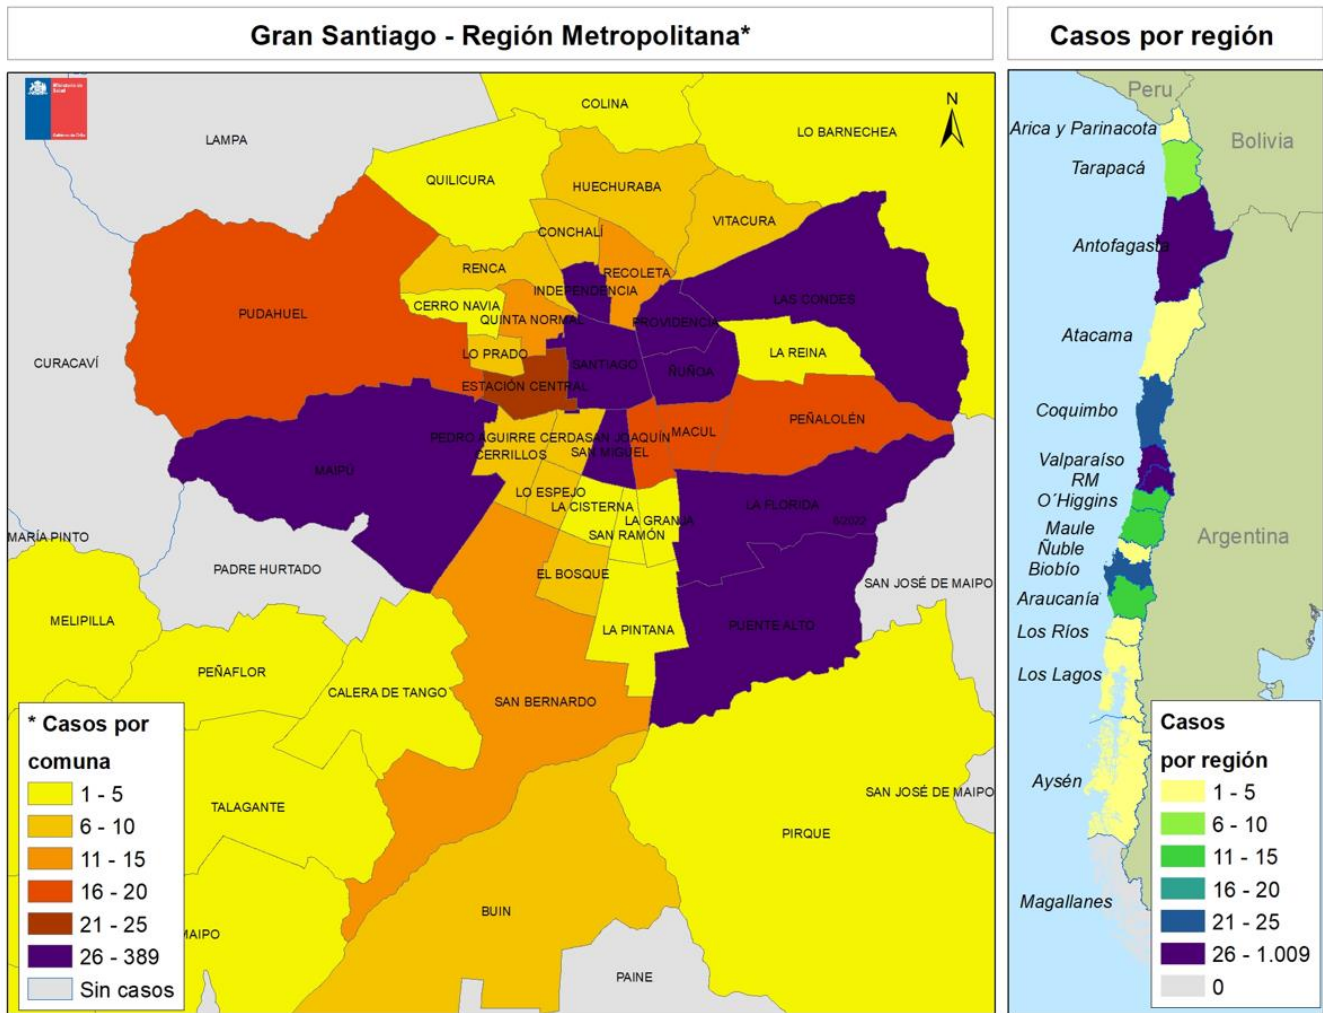 Gran Santiago - Región Metropolitana*
Casos por región
Ministerio de
Salud
Gobierno de Chile
N
COLINA
LO BARNECHEA
LAMPA
QUILICURA
HUECHURABA
VITACURA
CONCHALÍ
RENCA
RECOLETA
INDEPENDENCIA
CERRO NAVIA
LAS CONDES
PUDAHUEL
QUINTA NORMAL
PROVIDENCIA
LO PRADO
LA REINA
CURACAVÍ
SANTIAGO
ÑUÑOA
ESTACIÓN CENTRAL
PEÑALOLÉN
PEDRO AGUIRRE CERDA
SAN JOAQUÍN
MACUL
CERRILLOS
SAN MIGUEL
MAIPÚ
LO ESPEJO
LA CISTERNA
LA FLORIDA
LA GRANJA
SAN RAMÓN
MARÍA PINTO
PADRE HURTADO
EL BOSQUE
SAN JOSÉ DE MAIPO
MELIPILLA
LA PINTANA
PUENTE ALTO
PEÑAFLOR
CALERA DE TANGO
SAN BERNARDO
TALAGANTE
SAN JOSÉ DE MAIPO
PIRQUE
BUIN
MAIPO
PAINE
* Casos por
comuna
1 - 5
6 - 10
11 - 15
16 - 20
21 - 25
26 - 389
Sin casos
Peru
Bolivia
Argentina
Arica y Parinacota
Tarapacá
Antofagasta
Atacama
Coquimbo
Valparaíso
RM
O´Higgins
Maule
Ñuble
Biobío
Araucanía
Los Ríos
Los Lagos
Aysén
Magallanes
Casos
por región
1 - 5
6 - 10
11 - 15
16 - 20
21 - 25
26 - 1.009
0